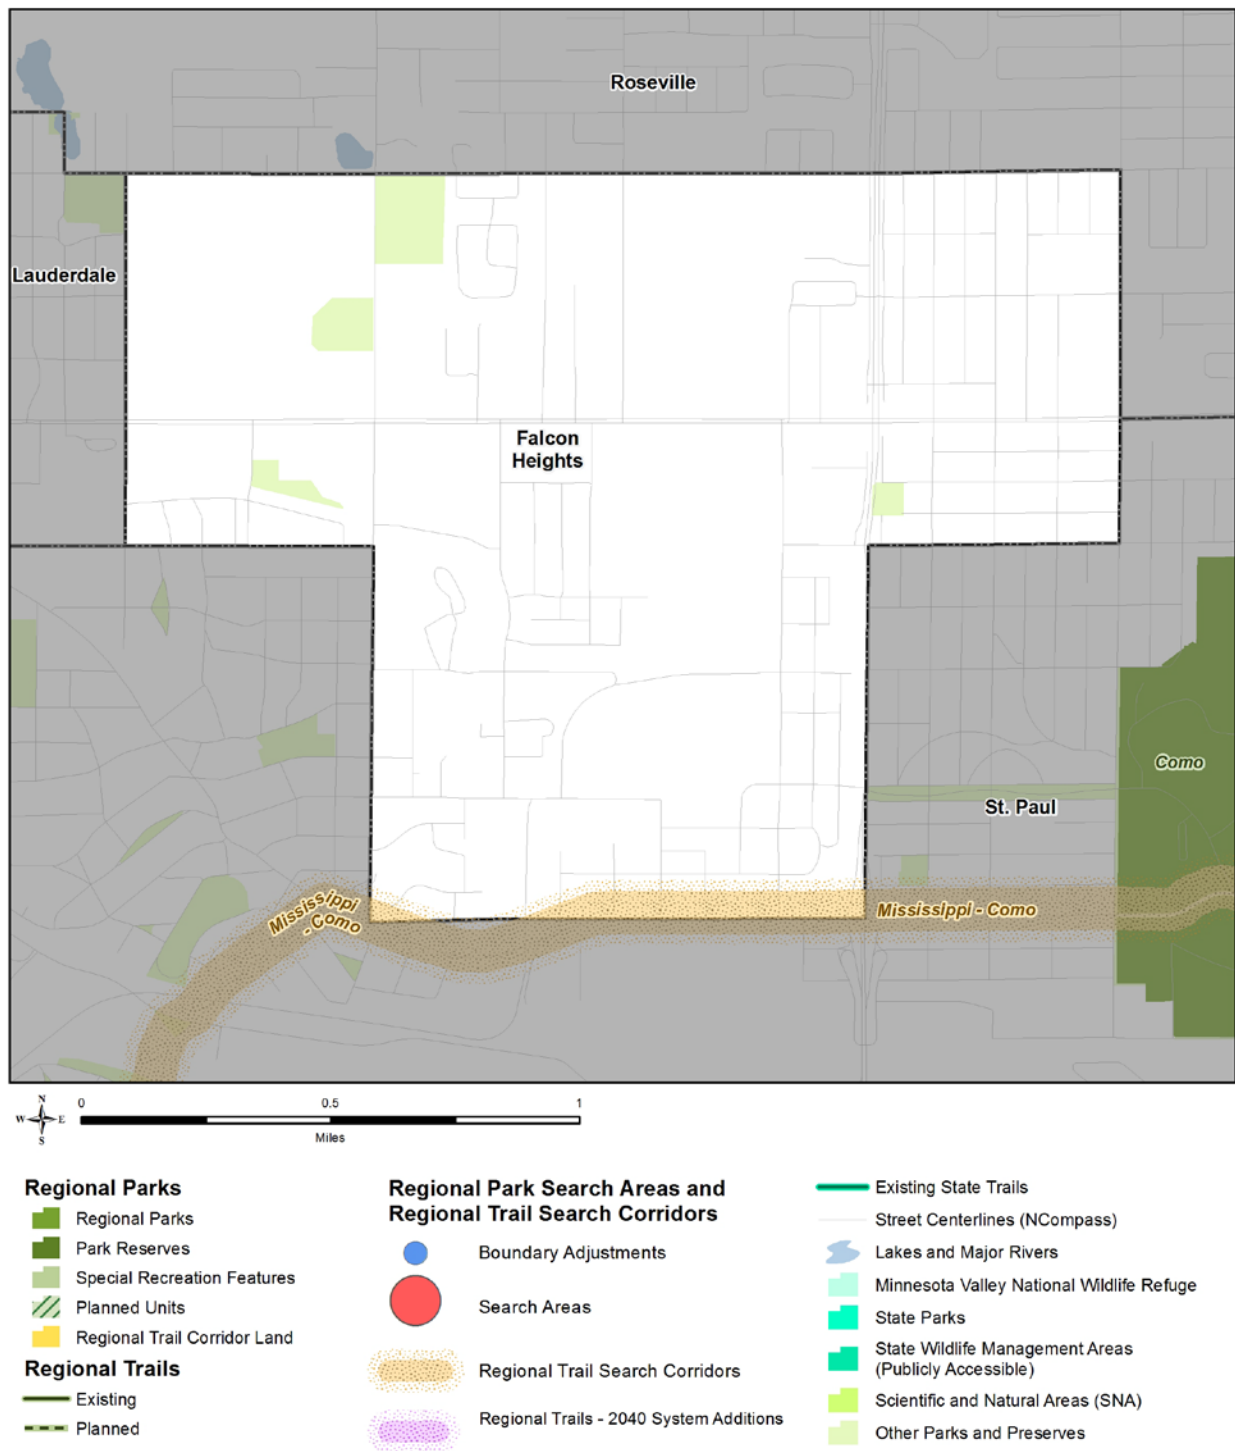 Roseville
Lauderdale
Falcon
Heights
Como
St. Paul
Mississippi
- Como
Mississippi - Como
N
W E
S
0 0.5 1
Miles
Regional Parks
Regional Parks
Park Reserves
Special Recreation Features
Planned Units
Regional Trail Corridor Land
Regional Trails
Existing
Planned
Regional Park Search Areas and
Regional Trail Search Corridors
Boundary Adjustments
Search Areas
Regional Trail Search Corridors
Regional Trails - 2040 System Additions
Existing State Trails
Street Centerlines (NCompass)
Lakes and Major Rivers
Minnesota Valley National Wildlife Refuge
State Parks
State Wildlife Management Areas
(Publicly Accessible)
Scientific and Natural Areas (SNA)
Other Parks and Preserves